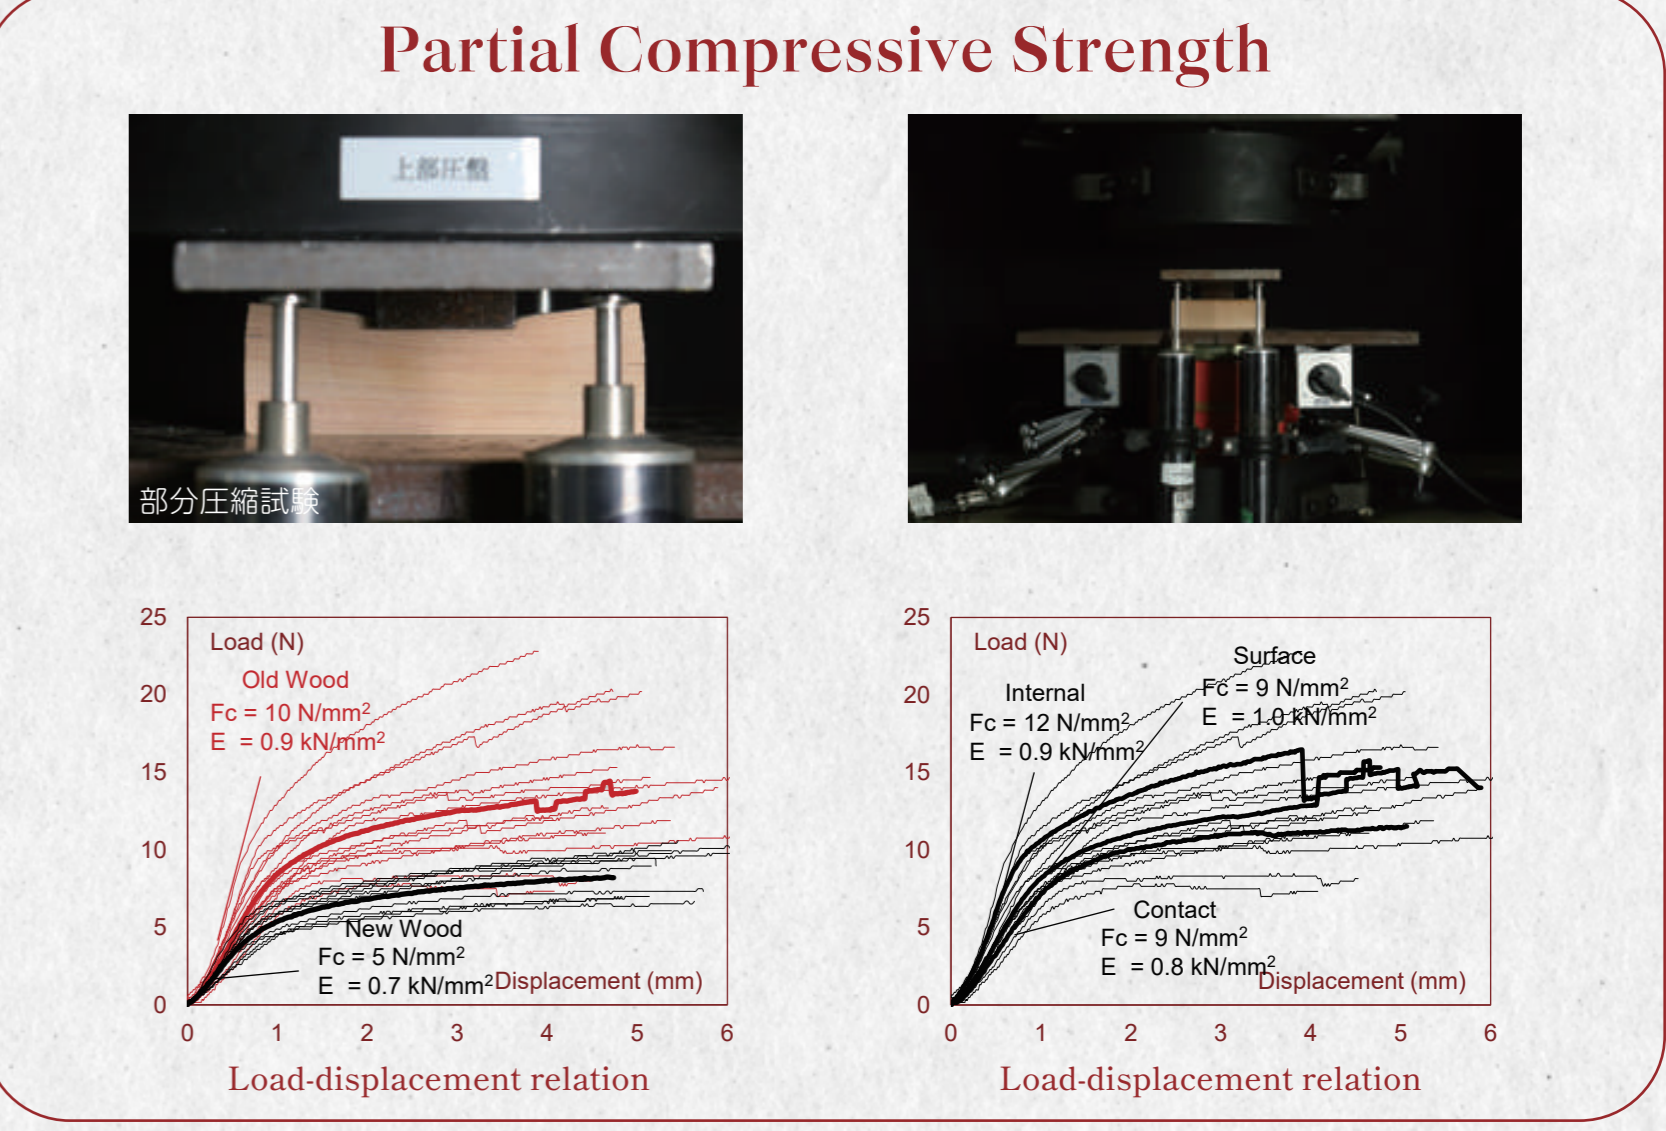 Partial Compressive Strength
上部圧盤
部分圧縮試験
25
20
15
10
5
0
Load (N)
Old Wood
Fc = 10 N/mm²
E = 0.9 kN/mm²
New Wood
Fc = 5 N/mm²
E = 0.7 kN/mm²
Displacement (mm)
0 1 2 3 4 5 6
Load-displacement relation
25
20
15
10
5
0
Load (N)
Surface
Fc = 9 N/mm²
E = 1.0 kN/mm²
Internal
Fc = 12 N/mm²
E = 0.9 kN/mm²
Contact
Fc = 9 N/mm²
E = 0.8 kN/mm²
Displacement (mm)
0 1 2 3 4 5 6
Load-displacement relation